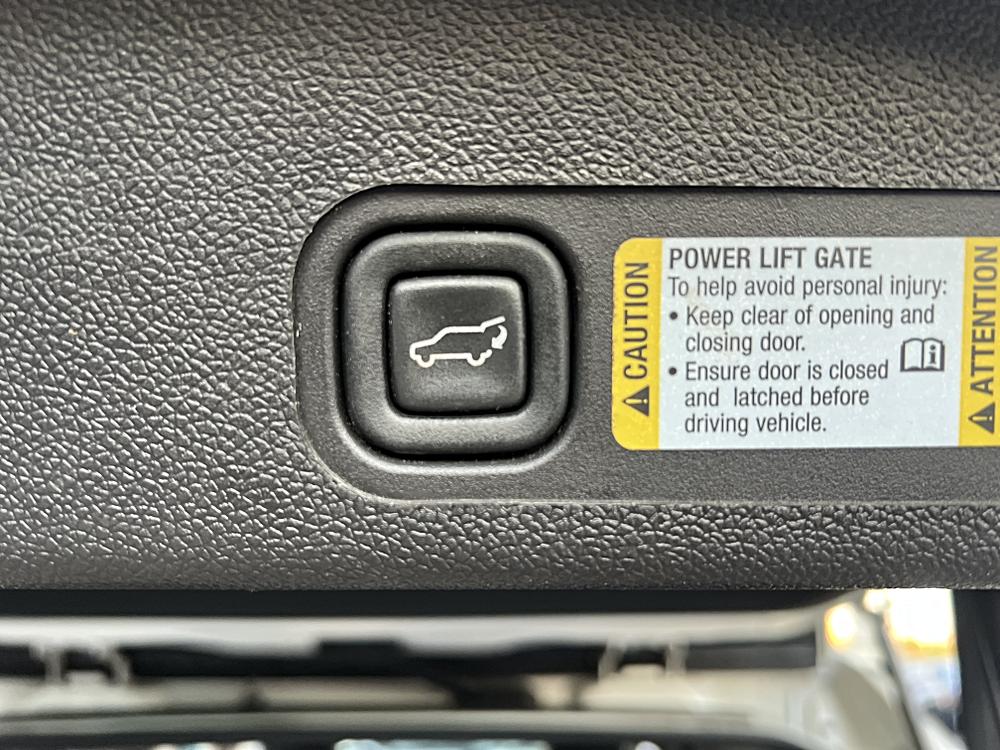 CAUTION
POWER LIFT GATE
To help avoid personal injury:
• Keep clear of opening and
closing door.
• Ensure door is closed
and latched before
driving vehicle.
ATTENTION